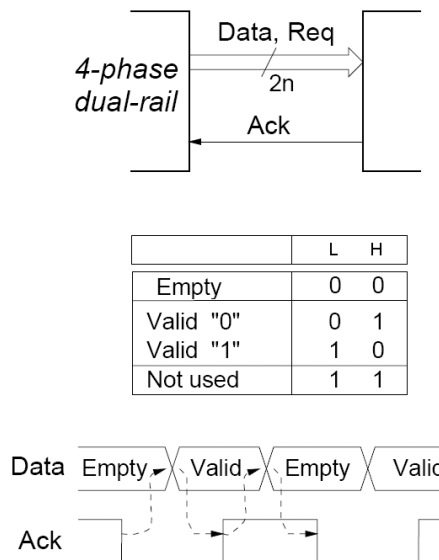 Data, Req
4-phase
dual-rail
2n
Ack
L H
Empty 0 0
Valid "0" 0 1
Valid "1" 1 0
Not used 1 1
Data Empty Valid Empty Valid
Ack